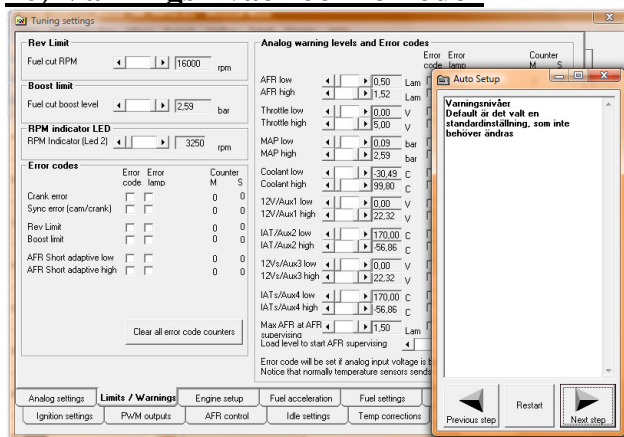 Tuning settings
Rev Limit
Fuel cut RPM 16000 rpm
Boost limit
Fuel cut boost level 2,59 bar
RPM indicator LED
RPM Indicator (Led 2) 3250 rpm
Error codes
Error code Error lamp Counter M S
Crank error 0 0
Sync error (cam/crank) 0 0
Rev Limit 0 0
Boost limit 0 0
AFR Short adaptive low 0 0
AFR Short adaptive high 0 0
Clear all error code counters
Analog warning levels and Error codes
Error code Error lamp Counter M S
AFR low 0,50 Lam
AFR high 1,52 Lam
Throttle low 0,00 V
Throttle high 5,00 V
MAP low 0,09 bar
MAP high 2,59 bar
Coolant low -30,49 C
Coolant high 99,80 C
12V/Aux1 low 0,00 V
12V/Aux1 high 22,32 V
IAT/Aux2 low 170,00 C
IAT/Aux2 high -56,86 C
12Vs/Aux3 low 0,00 V
12Vs/Aux3 high 22,32 V
IATs/Aux4 low 170,00 C
IATs/Aux4 high -56,86 C
Max AFR at AFR supervising 1,50 Lam
Load level to start AFR supervising
Error code will be set if analog input voltage is
Notice that normally temperature sensors sends
Auto Setup
Varningsnivåer
Default är det valt en
standardinställning, som inte
behöver ändras
Previous step
Restart
Next step
Analog settings Limits / Warnings Engine setup Fuel acceleration Fuel settings
Ignition settings PWM outputs AFR control Idle settings Temp corrections